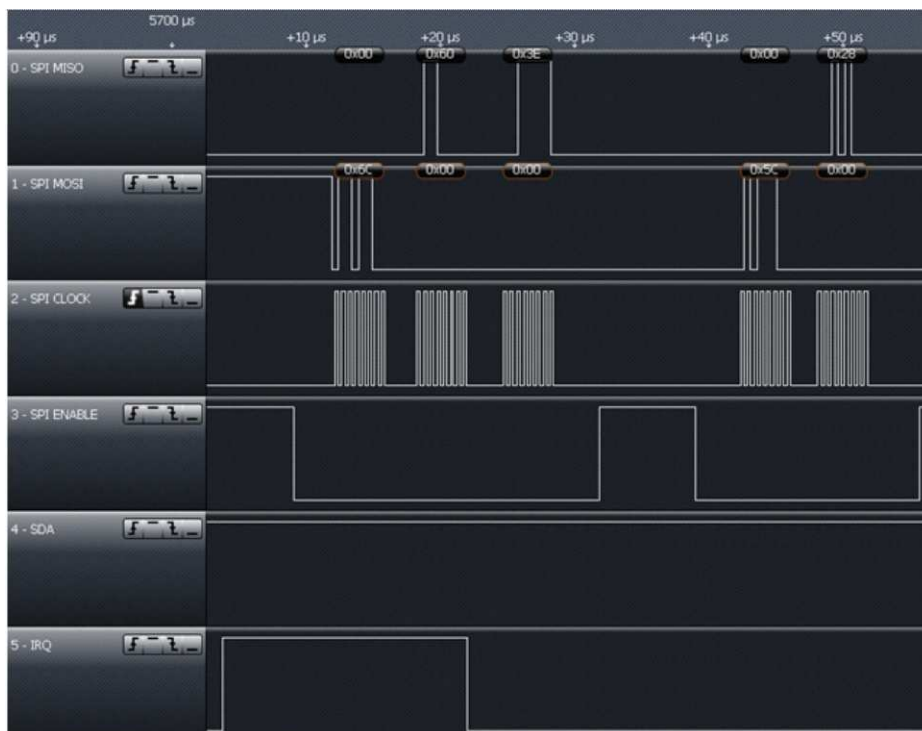 5700 µs
+90 µs +10 µs +20 µs +30 µs +40 µs +50 µs
0 - SPI MISO 0x00 0x60 0x3E 0x00 0x28
1 - SPI MOSI 0x6C 0x00 0x00 0x5C 0x00
2 - SPI CLOCK
3 - SPI ENABLE
4 - SDA
5 - IRQ